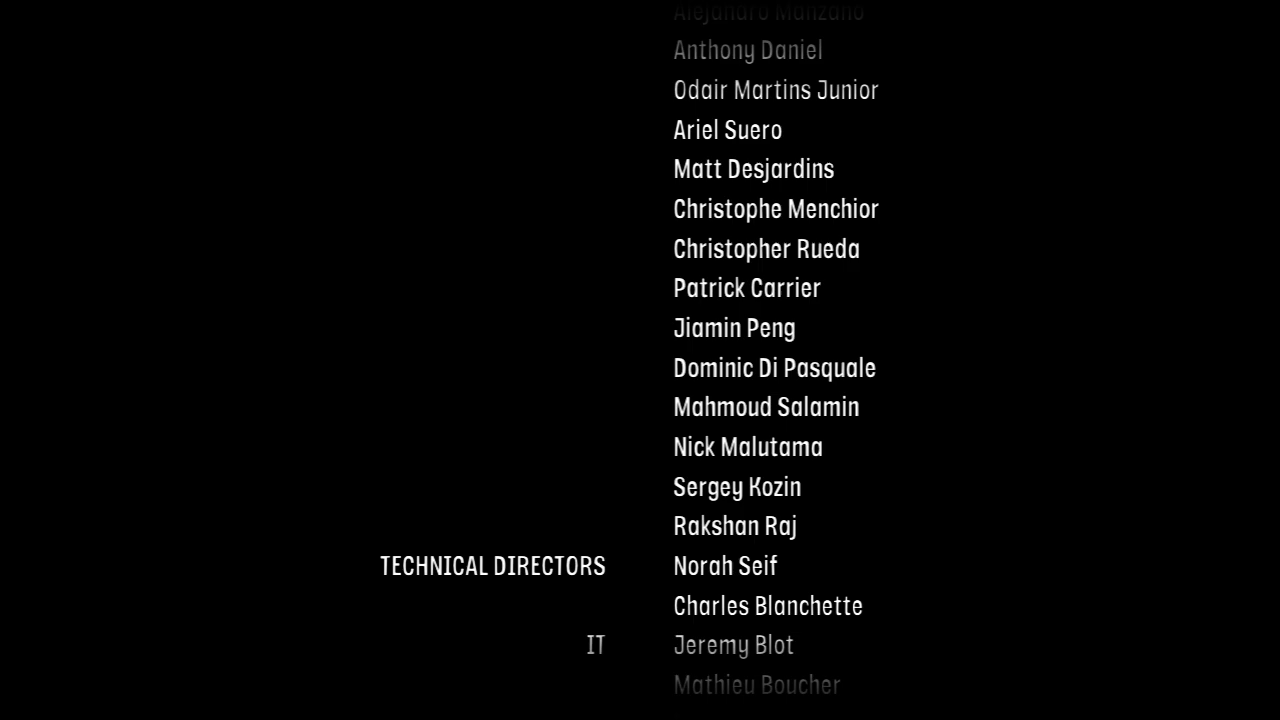 Alejandro Manzano
Anthony Daniel
Odair Martins Junior
Ariel Suero
Matt Desjardins
Christophe Menchior
Christopher Rueda
Patrick Carrier
Jiamin Peng
Dominic Di Pasquale
Mahmoud Salamin
Nick Malutama
Sergey Kozin
Rakshan Raj
TECHNICAL DIRECTORS Norah Seif
Charles Blanchette
IT Jeremy Blot
Mathieu Boucher